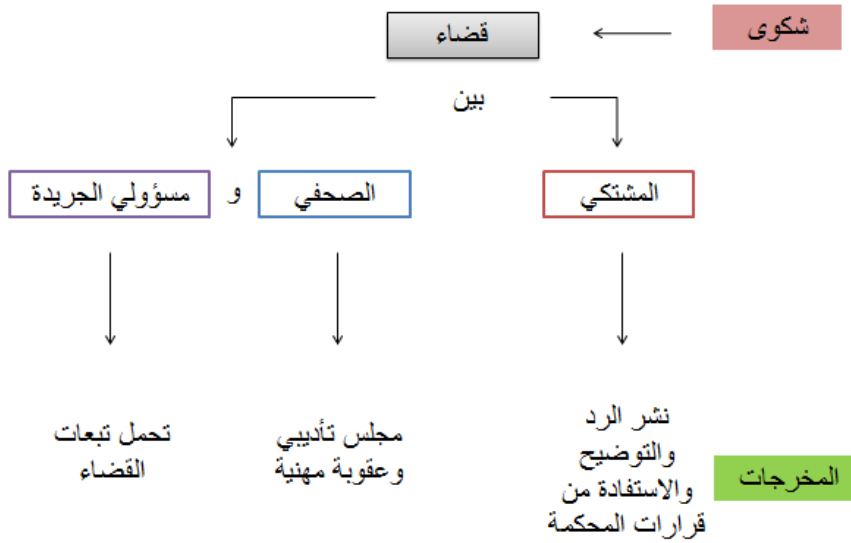 شكوى
قضاء
بين
المشتكي
الصحفي
و
مسؤولي الجريدة
نشر الرد
والتوضيح
والاستفادة من
قرارات المحكمة
مجلس تأديبي
وعقوبة مهنية
تحمل تبعات
القضاء
المخرجات